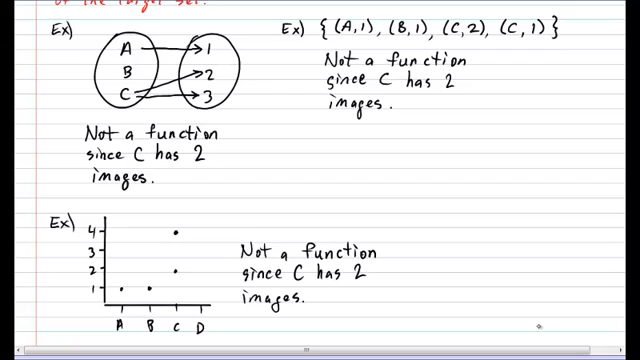 of the target set.
Ex)
A 1
B 2
C 3
Not a function
since C has 2
images.
Ex) { (A,1), (B,1), (C,2), (C,1) }
Not a function
since C has 2
images.
Ex)
4
3
2
1
A B C D
Not a function
since C has 2
images.